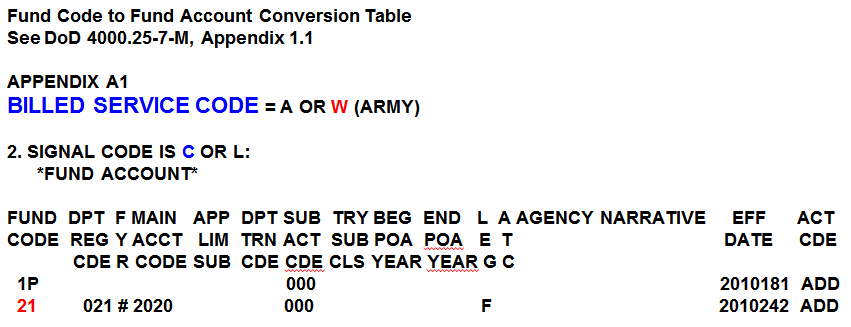 Fund Code to Fund Account Conversion Table
See DoD 4000.25-7-M, Appendix 1.1
APPENDIX A1
BILLED SERVICE CODE = A OR W (ARMY)
2. SIGNAL CODE IS C OR L:
*FUND ACCOUNT*
FUND DPT F MAIN APP DPT SUB TRY BEG END L A AGENCY NARRATIVE EFF ACT
CODE REG Y ACCT LIM TRN ACT SUB POA POA E T DATE CDE
CDE R CODE SUB CDE CDE CLS YEAR YEAR G C
1P 000 2010181 ADD
21 021 # 2020 000 F 2010242 ADD